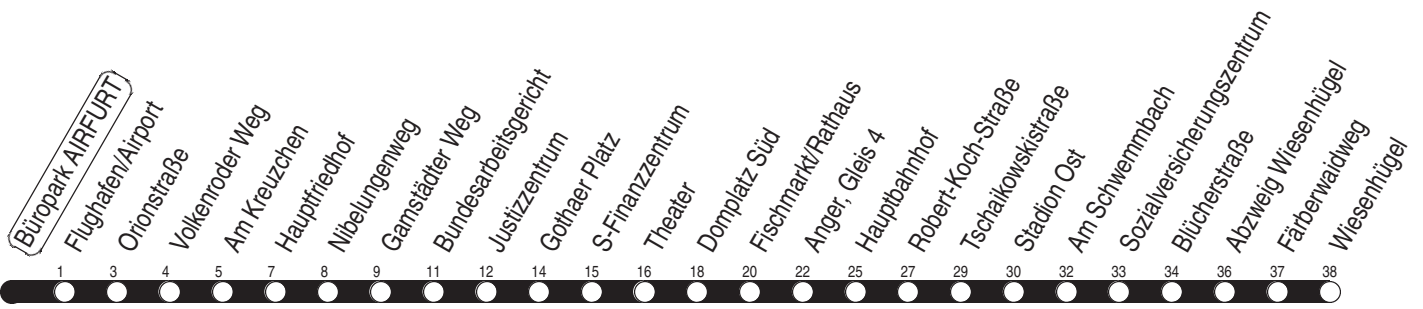 Büropark AIRFURT
Flughafen/Airport
Orionstraße
Volkenroder Weg
Am Kreuzchen
Hauptfriedhof
Nibelungenweg
Gamstädter Weg
Bundesarbeitsgericht
Justizzentrum
Gothaer Platz
S-Finanzzentrum
Theater
Domplatz Süd
Fischmarkt/Rathaus
Anger, Gleis 4
Hauptbahnhof
Robert-Koch-Straße
Tschaikowskistraße
Stadion Ost
Am Schwemmbach
Sozialversicherungszentrum
Blücherstraße
Abzweig Wiesenhügel
Färberwaidweg
Wiesenhügel
1 3 4 5 7 8 9 11 12 14 15 16 18 20 22 25 27 29 30 32 33 34 36 37 38